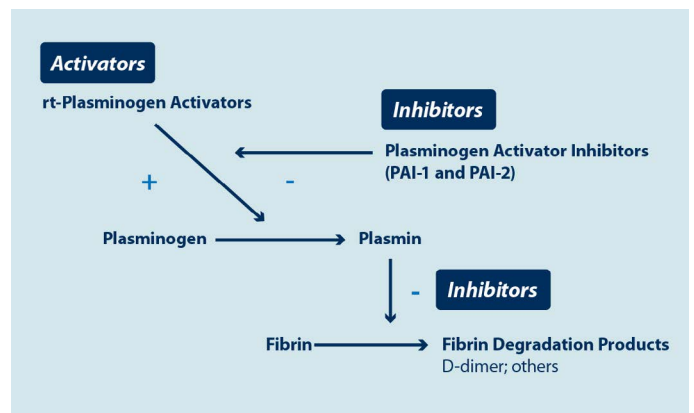 Activators
rt-Plasminogen Activators
Inhibitors
Plasminogen Activator Inhibitors
(PAI-1 and PAI-2)
+
-
Plasminogen
Plasmin
-
Inhibitors
Fibrin
Fibrin Degradation Products
D-dimer; others